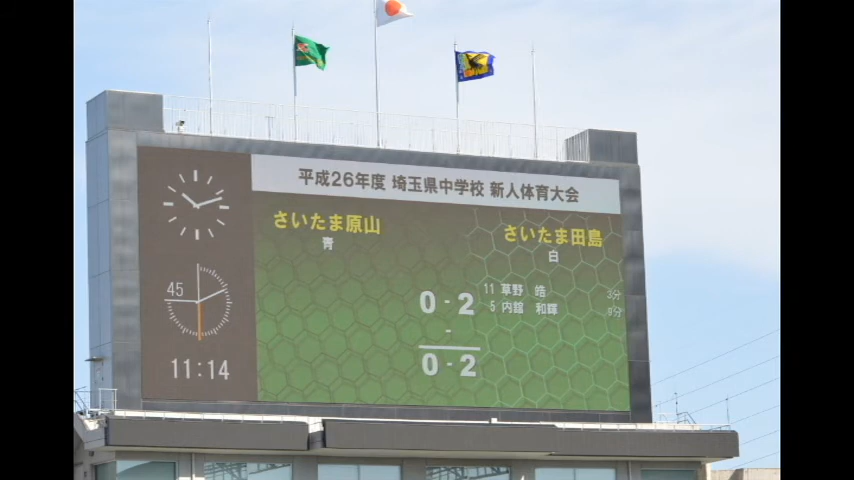 平成26年度 埼玉県中学校 新人体育大会
さいたま原山
青
さいたま田島
白
0 - 2
-
0 - 2
11 草野 皓 3分
5 内舘 和輝 9分
45
11:14